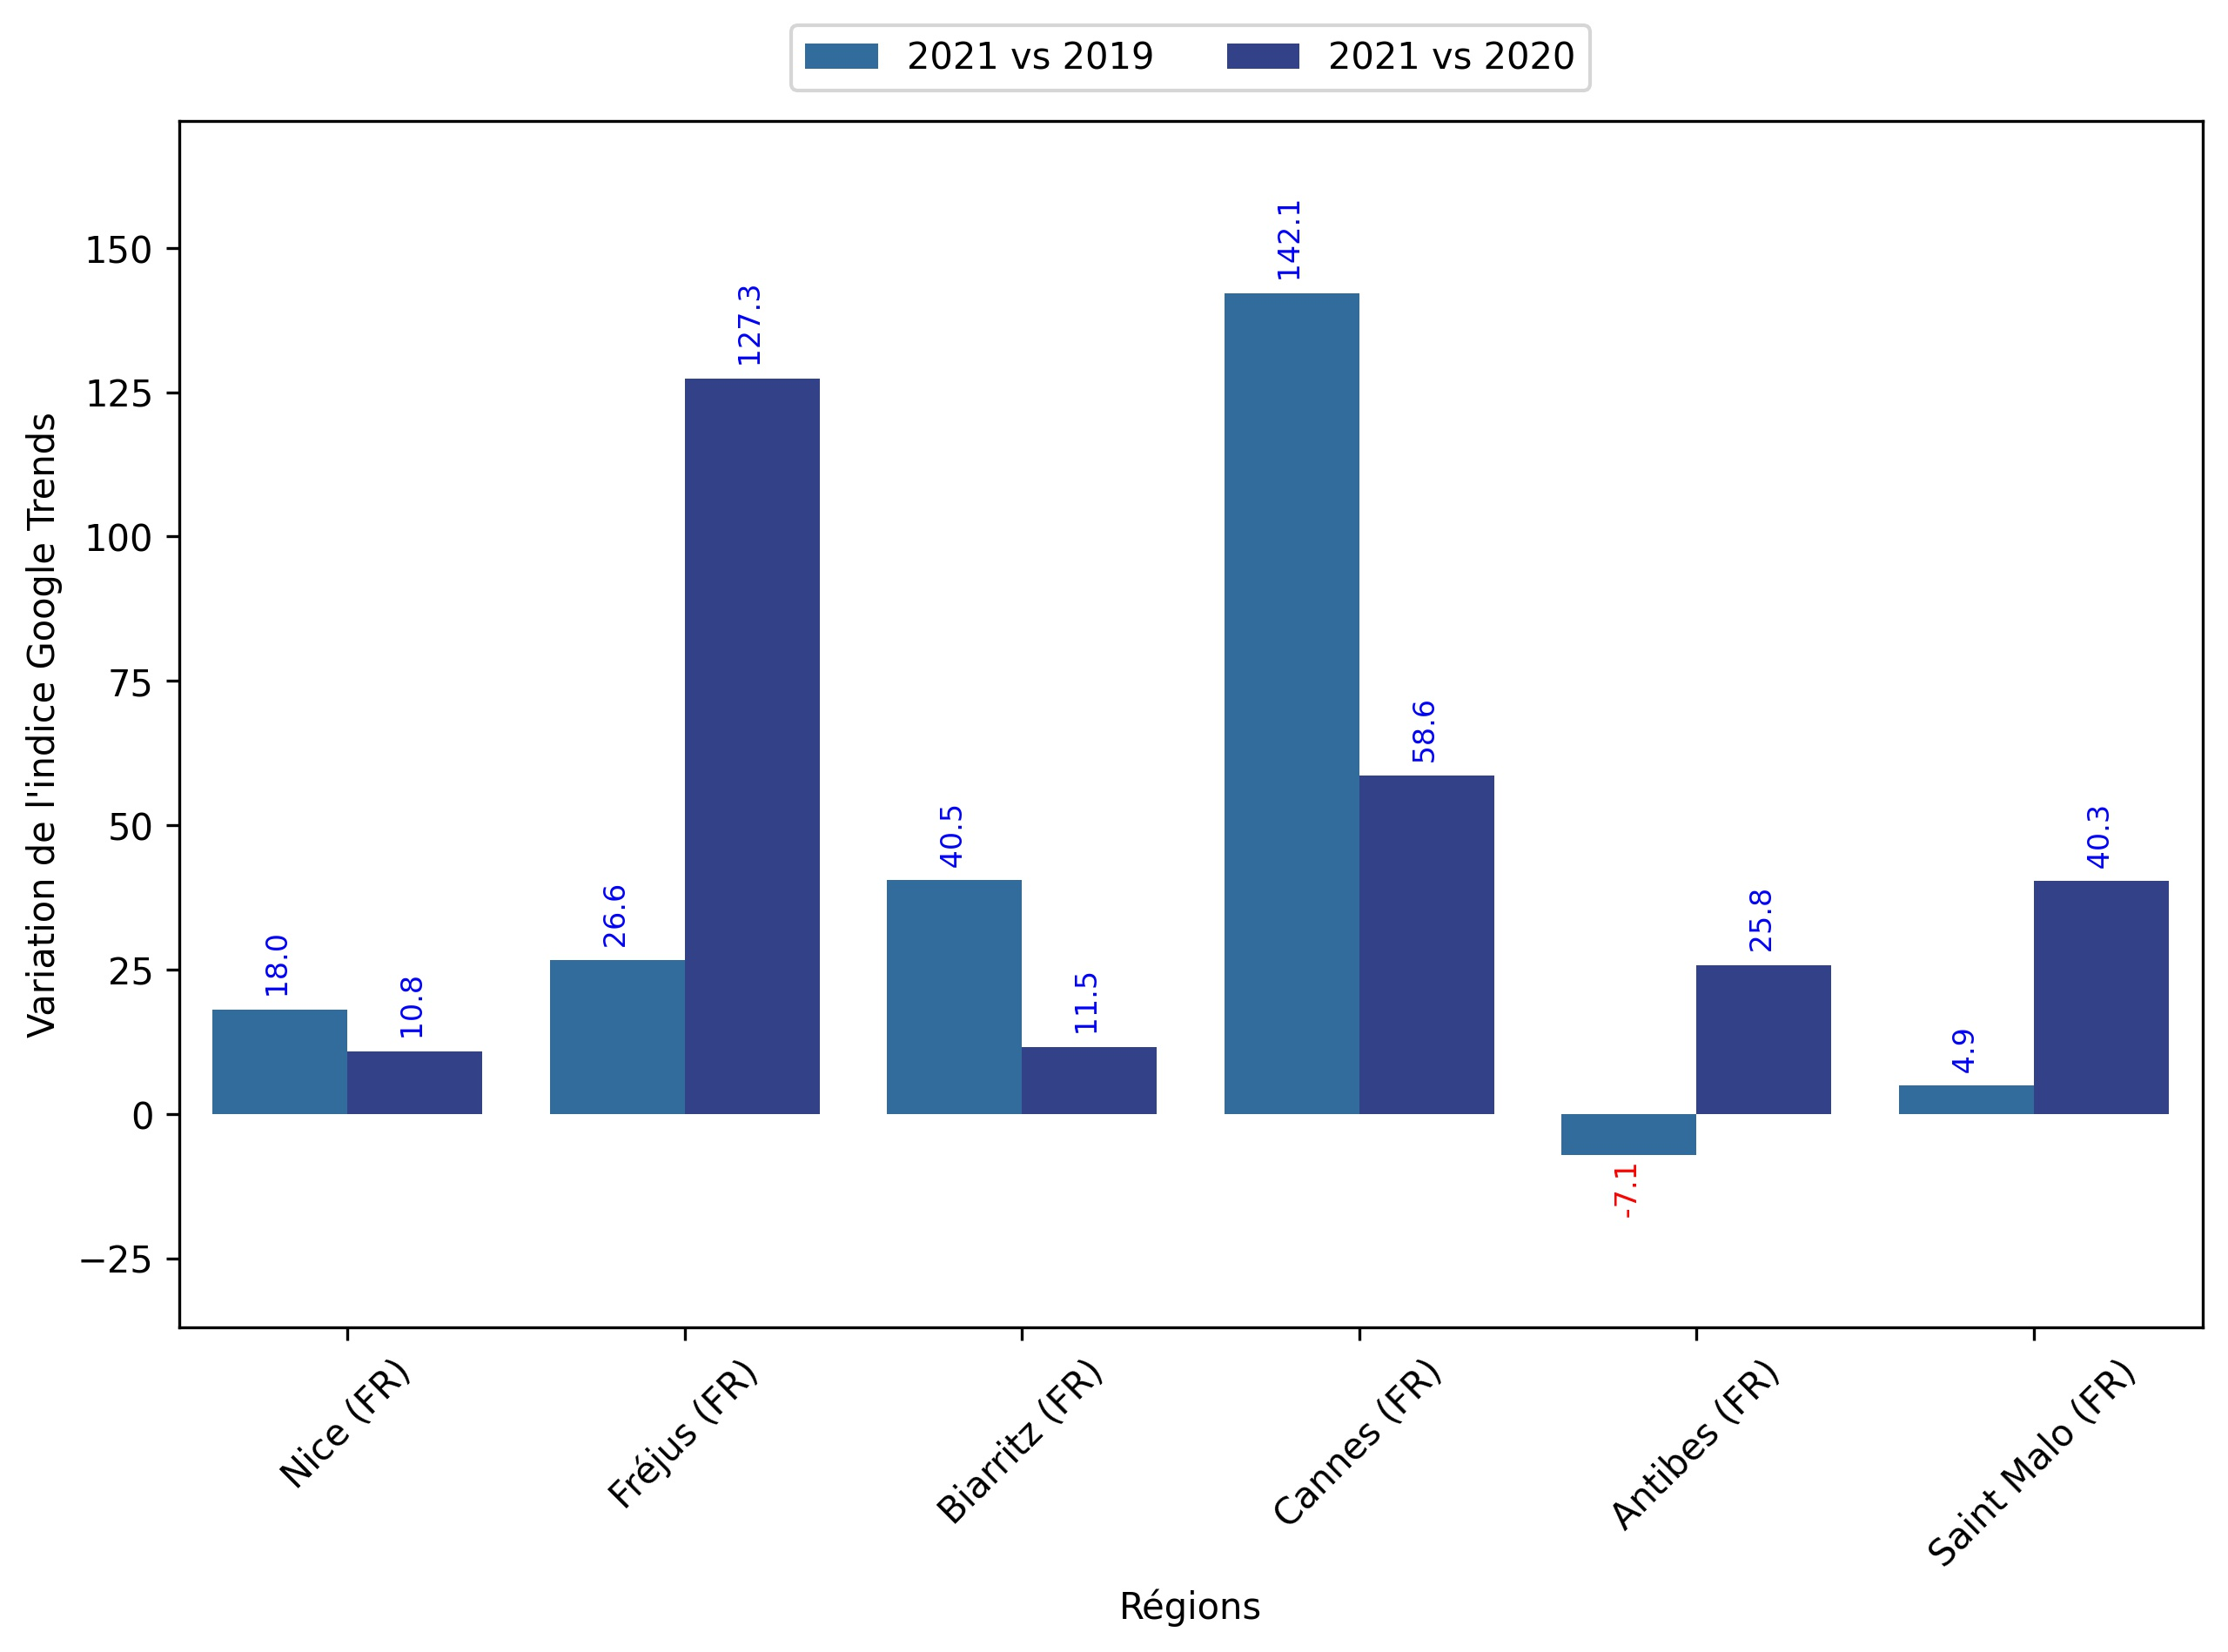 2021 vs 2019
2021 vs 2020
Variation de l'indice Google Trends
150
125
100
75
50
25
0
−25
18.0
10.8
26.6
127.3
40.5
11.5
142.1
58.6
-7.1
25.8
4.9
40.3
Nice (FR)
Fréjus (FR)
Biarritz (FR)
Cannes (FR)
Antibes (FR)
Saint Malo (FR)
Régions